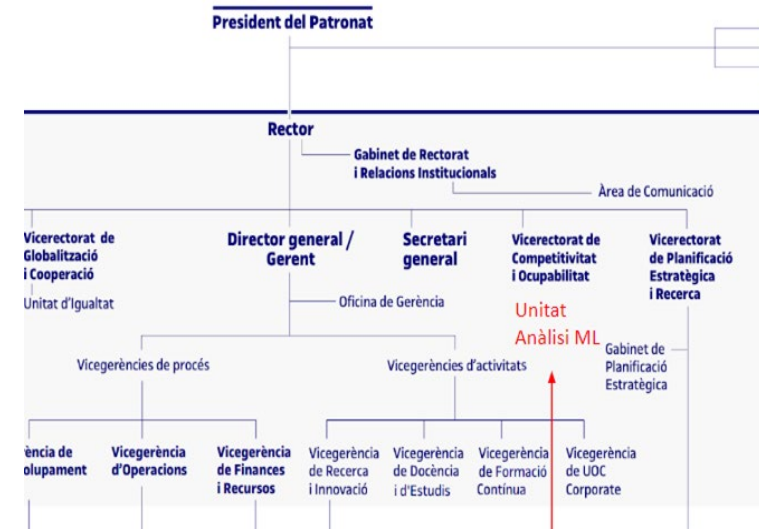 President del Patronat
Rector
Gabinet de Rectorat
i Relacions Institucionals
Àrea de Comunicació
Vicerectorat de
Globalització
i Cooperació
Unitat d'Igualtat
Director general /
Gerent
Secretari
general
Vicerectorat de
Competitivitat
i Ocupabilitat
Vicerectorat
de Planificació
Estratègica
i Recerca
Oficina de Gerència
Unitat
Anàlisi ML
Gabinet de
Planificació
Estratègica
Vicegerències de procés
Vicegerències d'activitats
ència de
olupament
Vicegerència
d'Operacions
Vicegerència
de Finances
i Recursos
Vicegerència
de Recerca
i Innovació
Vicegerència
de Docència
i d'Estudis
Vicegerència
de Formació
Contínua
Vicegerència
de UOC
Corporate